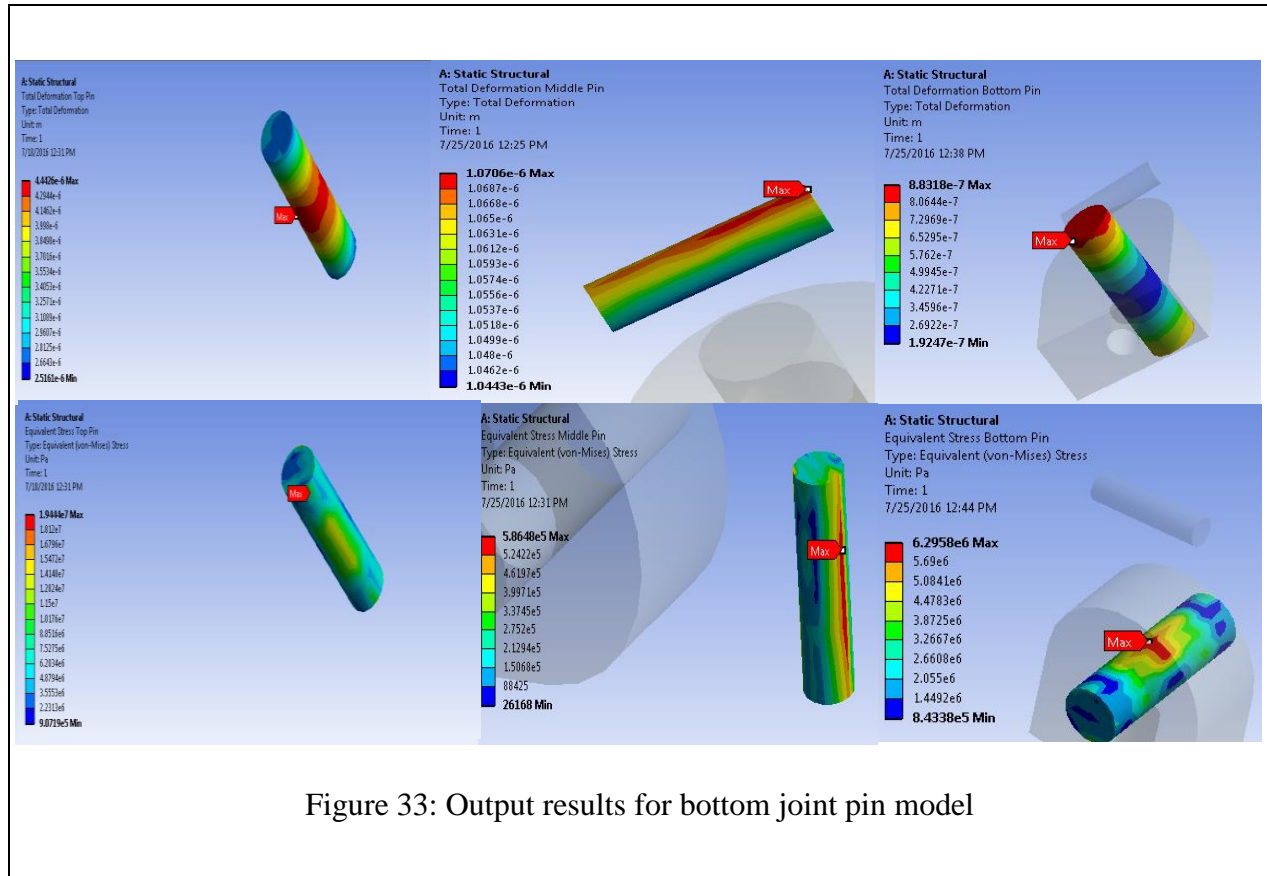 A: Static Structural
Total Deformation Top Pin
Type: Total Deformation
Unit: m
Time: 1
7/18/2016 12:31 PM
4.4426e-6 Max
4.2944e-6
4.1462e-6
3.998e-6
3.8498e-6
3.7016e-6
3.5534e-6
3.4053e-6
3.2571e-6
3.1089e-6
2.9607e-6
2.8125e-6
2.6643e-6
2.5161e-6 Min
Max
A: Static Structural
Total Deformation Middle Pin
Type: Total Deformation
Unit: m
Time: 1
7/25/2016 12:25 PM
1.0706e-6 Max
1.0687e-6
1.0668e-6
1.065e-6
1.0631e-6
1.0612e-6
1.0593e-6
1.0574e-6
1.0556e-6
1.0537e-6
1.0518e-6
1.0499e-6
1.048e-6
1.0462e-6
1.0443e-6 Min
Max
A: Static Structural
Total Deformation Bottom Pin
Type: Total Deformation
Unit: m
Time: 1
7/25/2016 12:38 PM
8.8318e-7 Max
8.0644e-7
7.2969e-7
6.5295e-7
5.762e-7
4.9945e-7
4.2271e-7
3.4596e-7
2.6922e-7
1.9247e-7 Min
Max
A: Static Structural
Equivalent Stress Top Pin
Type: Equivalent (von-Mises) Stress
Unit: Pa
Time: 1
7/18/2016 12:31 PM
1.9444e7 Max
1.812e7
1.6796e7
1.5472e7
1.4148e7
1.2824e7
1.15e7
1.0176e7
8.8516e6
7.5275e6
6.2034e6
4.8794e6
3.5553e6
2.2313e6
9.0719e5 Min
Max
A: Static Structural
Equivalent Stress Middle Pin
Type: Equivalent (von-Mises) Stress
Unit: Pa
Time: 1
7/25/2016 12:31 PM
5.8648e5 Max
5.2422e5
4.6197e5
3.9971e5
3.3745e5
2.752e5
2.1294e5
1.5068e5
88425
26168 Min
Max
A: Static Structural
Equivalent Stress Bottom Pin
Type: Equivalent (von-Mises) Stress
Unit: Pa
Time: 1
7/25/2016 12:44 PM
6.2958e6 Max
5.69e6
5.0841e6
4.4783e6
3.8725e6
3.2667e6
2.6608e6
2.055e6
1.4492e6
8.4338e5 Min
Max
Figure 33: Output results for bottom joint pin model